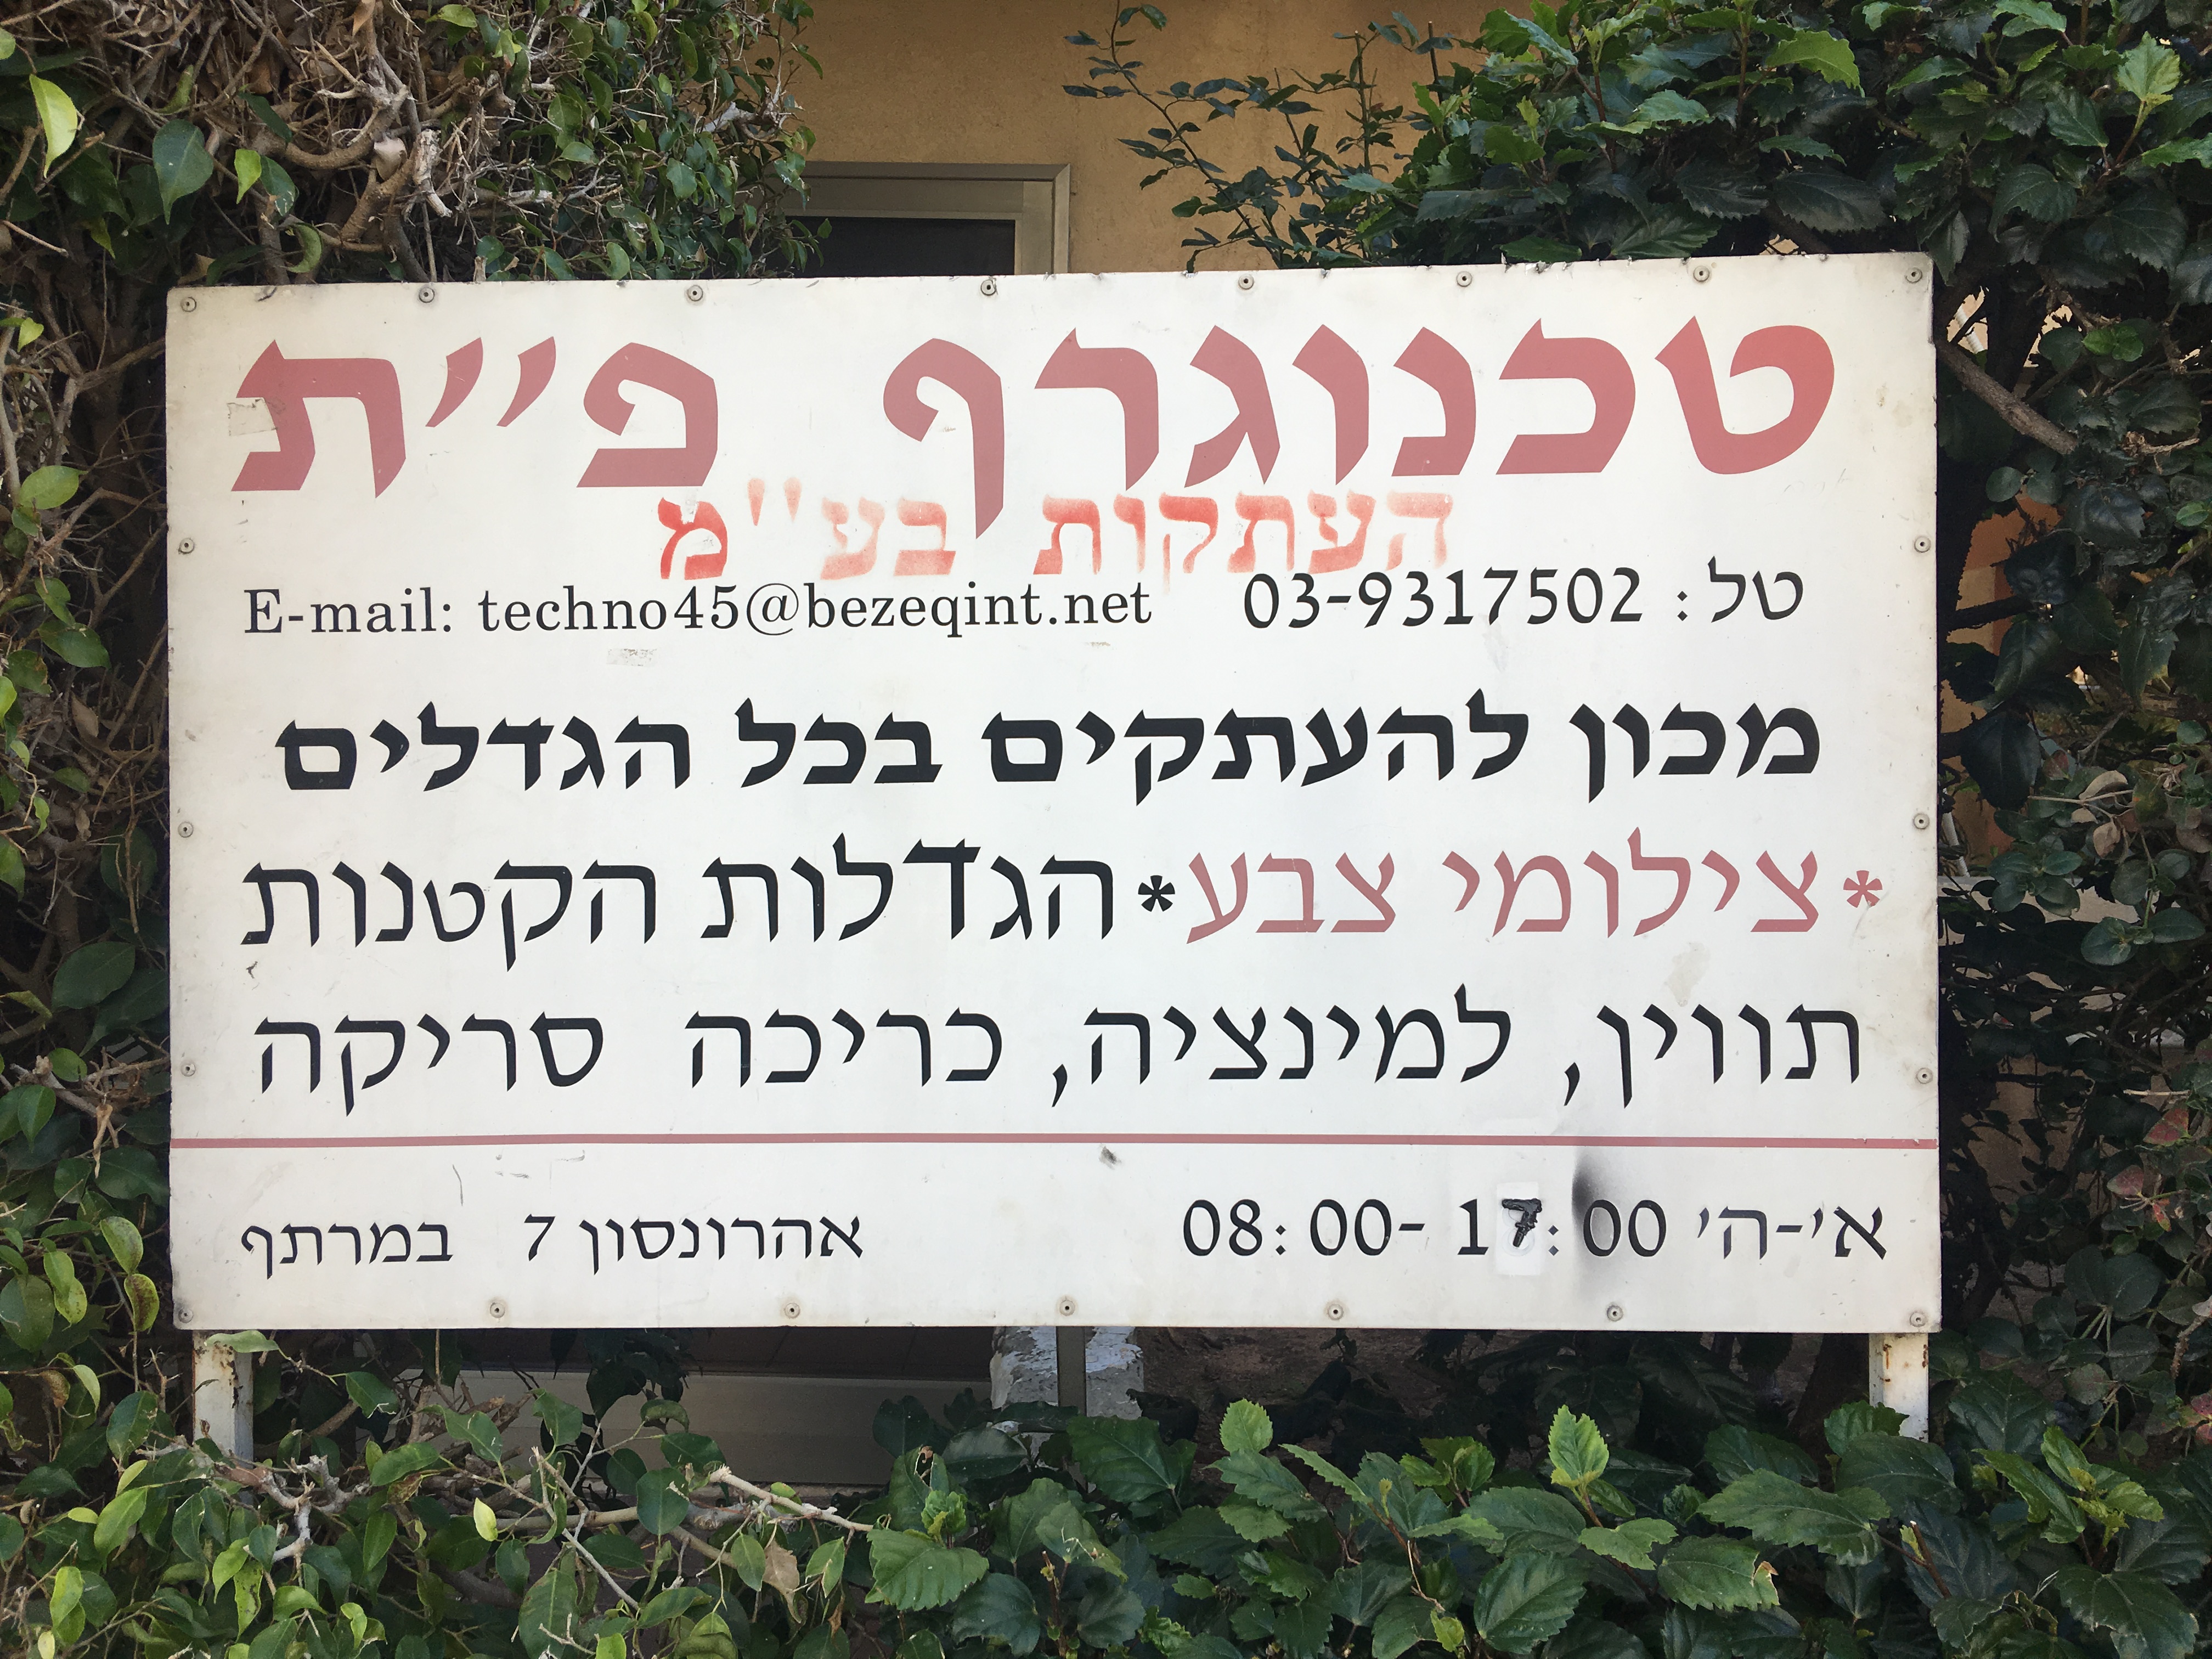 טכנוגרף פ''ת
העתקות בע''מ
טל: 03-9317502 E-mail: techno45@bezeqint.net
מכון להעתקים בכל הגדלים
*צילומי צבע*הגדלות הקטנות
תווין, למינציה, כריכה סריקה
א'-ה' 08:00-17:00 אהרונסון 7 במרתף